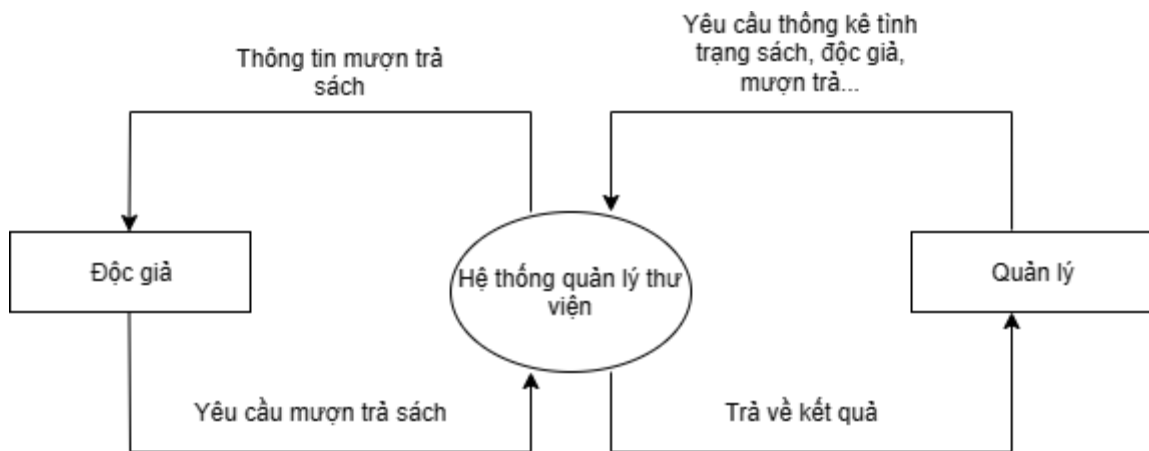 Yêu cầu thống kê tình
trạng sách, độc giả,
mượn trả...
Thông tin mượn trả
sách
Độc giả
Hệ thống quản lý thư
viện
Quản lý
Yêu cầu mượn trả sách
Trả về kết quả